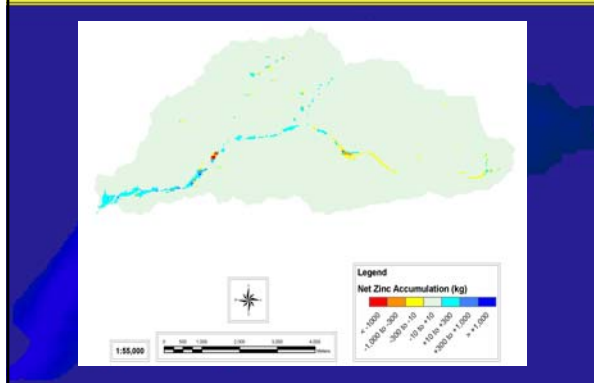 Legend
Net Zinc Accumulation (kg)
< -1000
-1,000 to -300
-300 to -10
-10 to +10
+10 to +300
+300 to +1,000
> +1,000
1:55,000